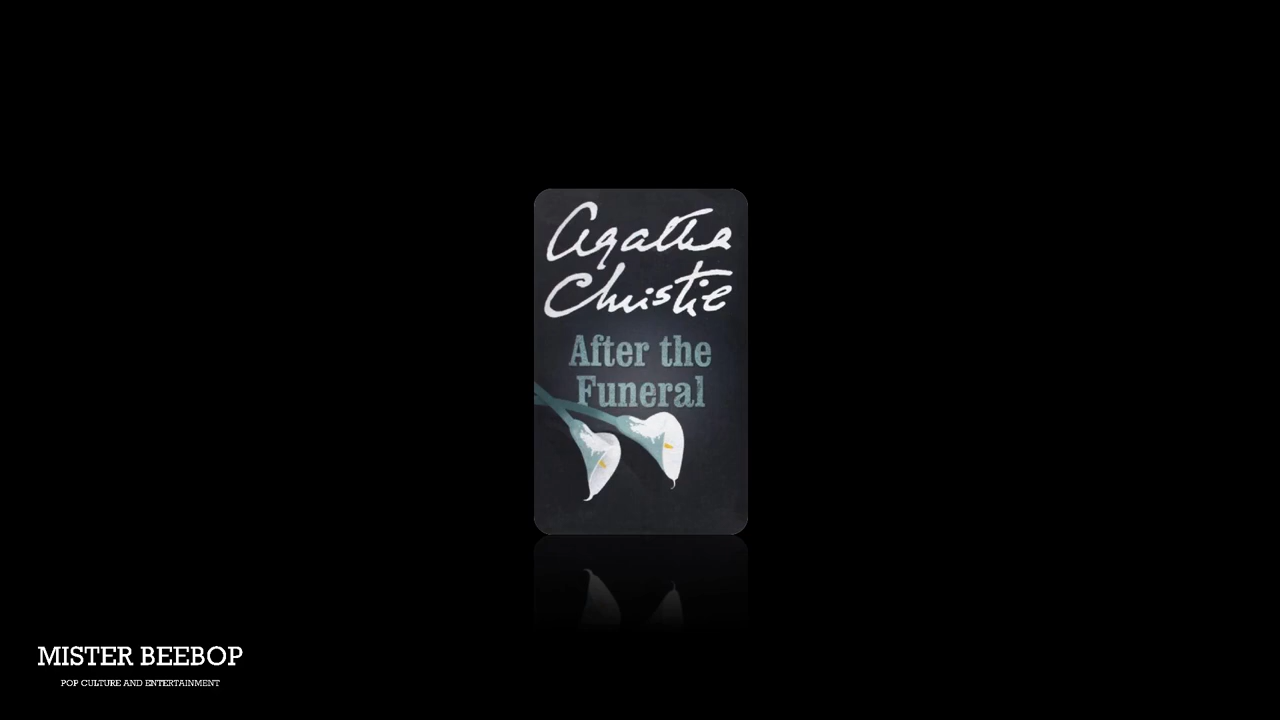 Agatha
Christie
After the
Funeral
MISTER BEEBOP
POP CULTURE AND ENTERTAINMENT